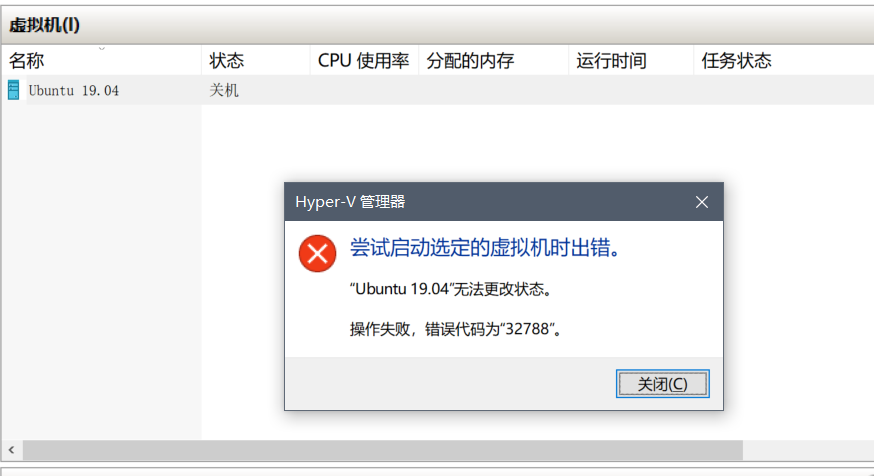 虚拟机(I)
名称 状态 CPU 使用率 分配的内存 运行时间 任务状态
Ubuntu 19.04 关机
Hyper-V 管理器
尝试启动选定的虚拟机时出错。
“Ubuntu 19.04”无法更改状态。
操作失败，错误代码为“32788”。
关闭(C)